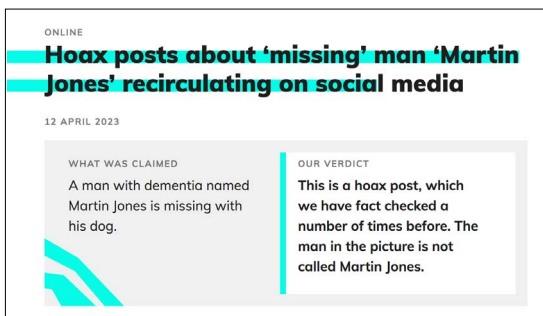 ONLINE
Hoax posts about ‘missing’ man ‘Martin
Jones’ recirculating on social media
12 APRIL 2023
WHAT WAS CLAIMED
A man with dementia named
Martin Jones is missing with
his dog.
OUR VERDICT
This is a hoax post, which
we have fact checked a
number of times before. The
man in the picture is not
called Martin Jones.